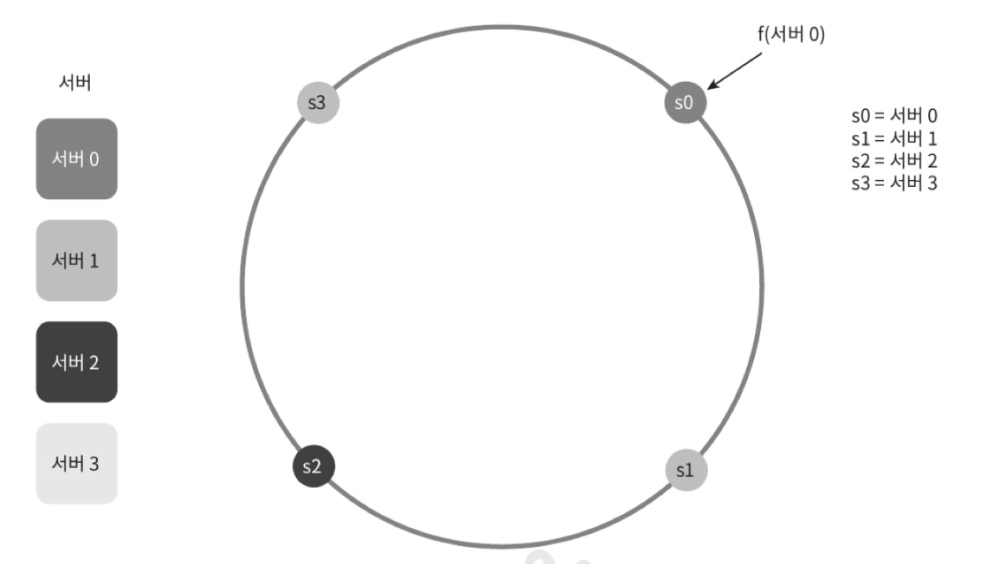 f(서버 0)
서버
s3
s0
s0 = 서버 0
s1 = 서버 1
s2 = 서버 2
s3 = 서버 3
서버 0
서버 1
서버 2
서버 3
s2
s1